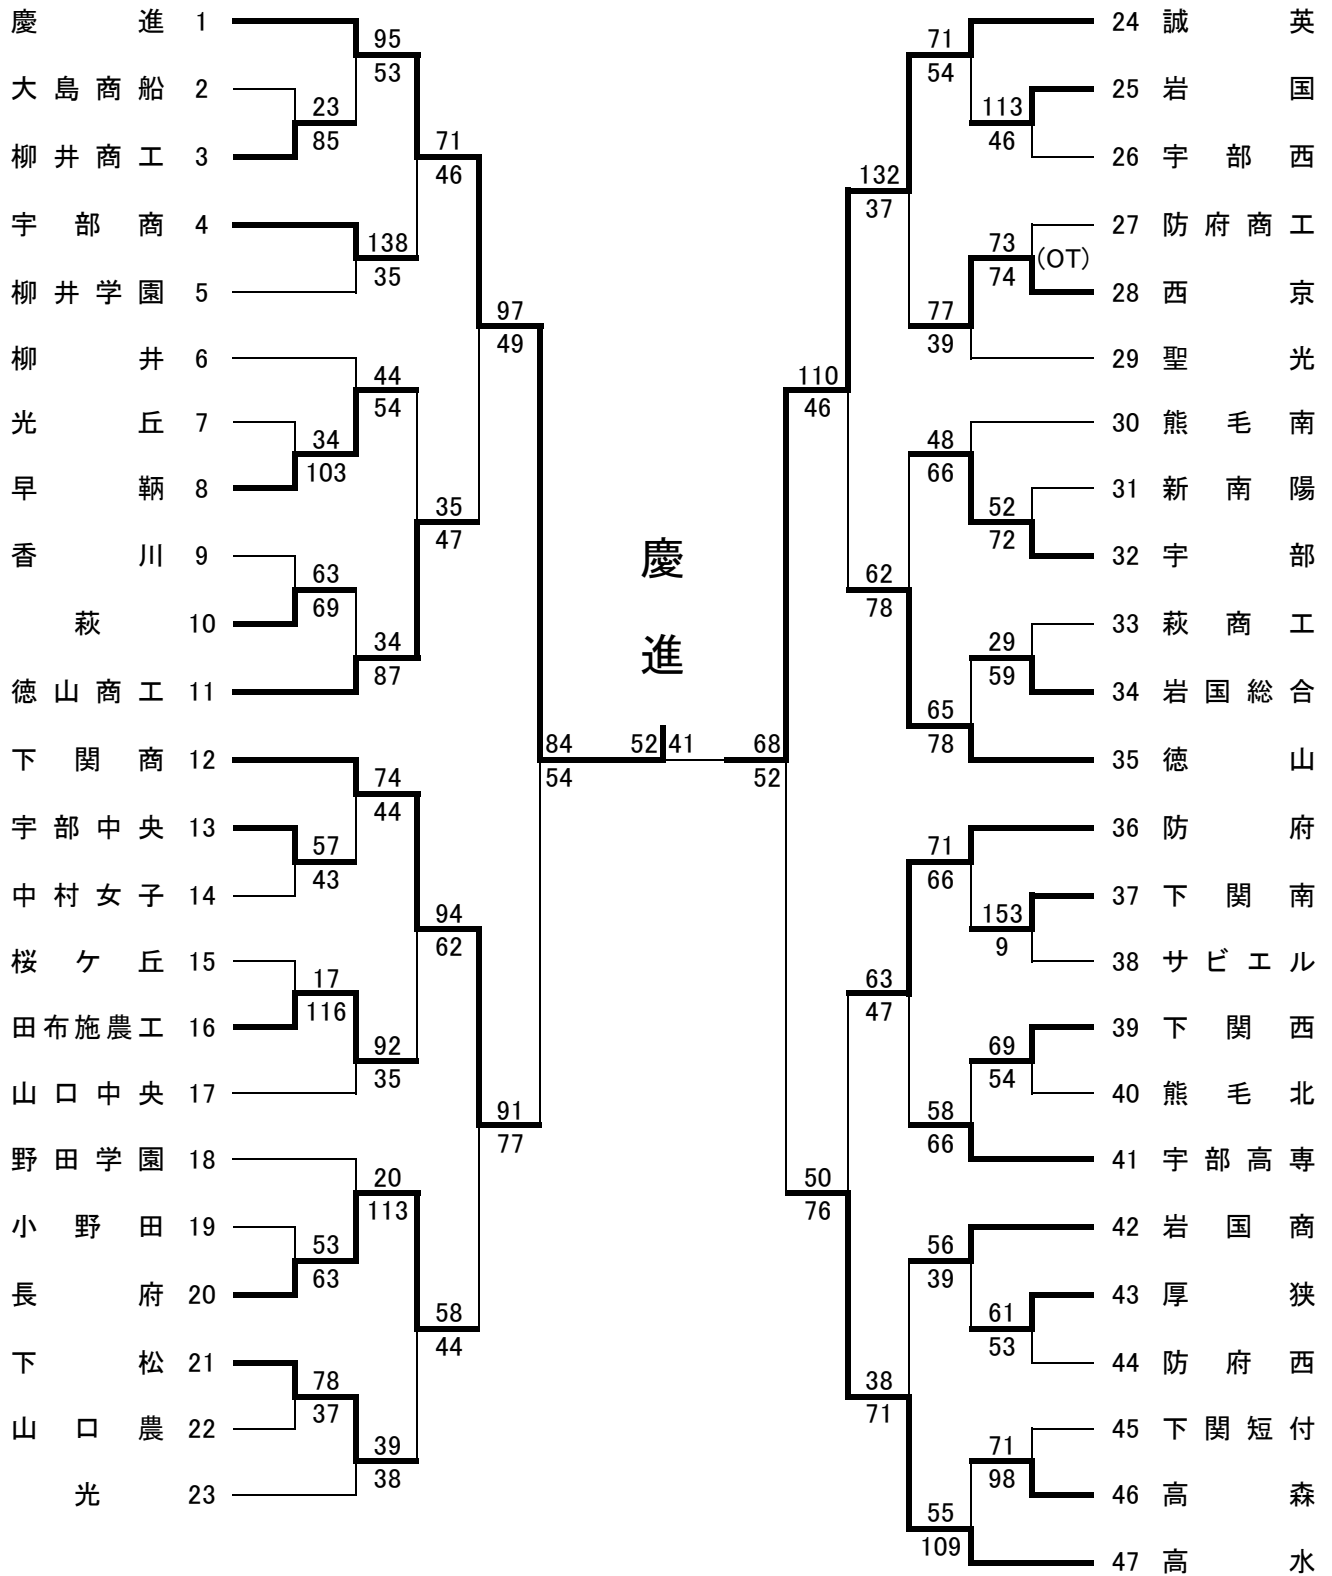 慶進 1
大島商船 2
柳井商工 3
宇部商 4
柳井学園 5
柳井 6
光丘 7
早鞆 8
香川 9
萩 10
徳山商工 11
下関商 12
宇部中央 13
中村女子 14
桜ケ丘 15
田布施農工 16
山口中央 17
野田学園 18
小野田 19
長府 20
下松 21
山口農 22
光 23
23
85
34
103
63
69
57
43
17
116
53
63
78
37
95
53
138
35
44
54
34
87
74
44
92
35
20
113
39
38
71
46
35
47
94
62
58
44
97
49
91
77
84
54
慶
進
52 41
68
52
110
46
50
76
132
37
62
78
63
47
38
71
71
54
77
39
48
66
65
78
71
66
58
66
56
39
55
109
113
46
73
(OT)
74
52
72
29
59
153
9
69
54
61
53
71
98
24 誠英
25 岩国
26 宇部西
27 防府商工
28 西京
29 聖光
30 熊毛南
31 新南陽
32 宇部
33 萩商工
34 岩国総合
35 徳山
36 防府
37 下関南
38 サビエル
39 下関西
40 熊毛北
41 宇部高専
42 岩国商
43 厚狭
44 防府西
45 下関短付
46 高森
47 高水